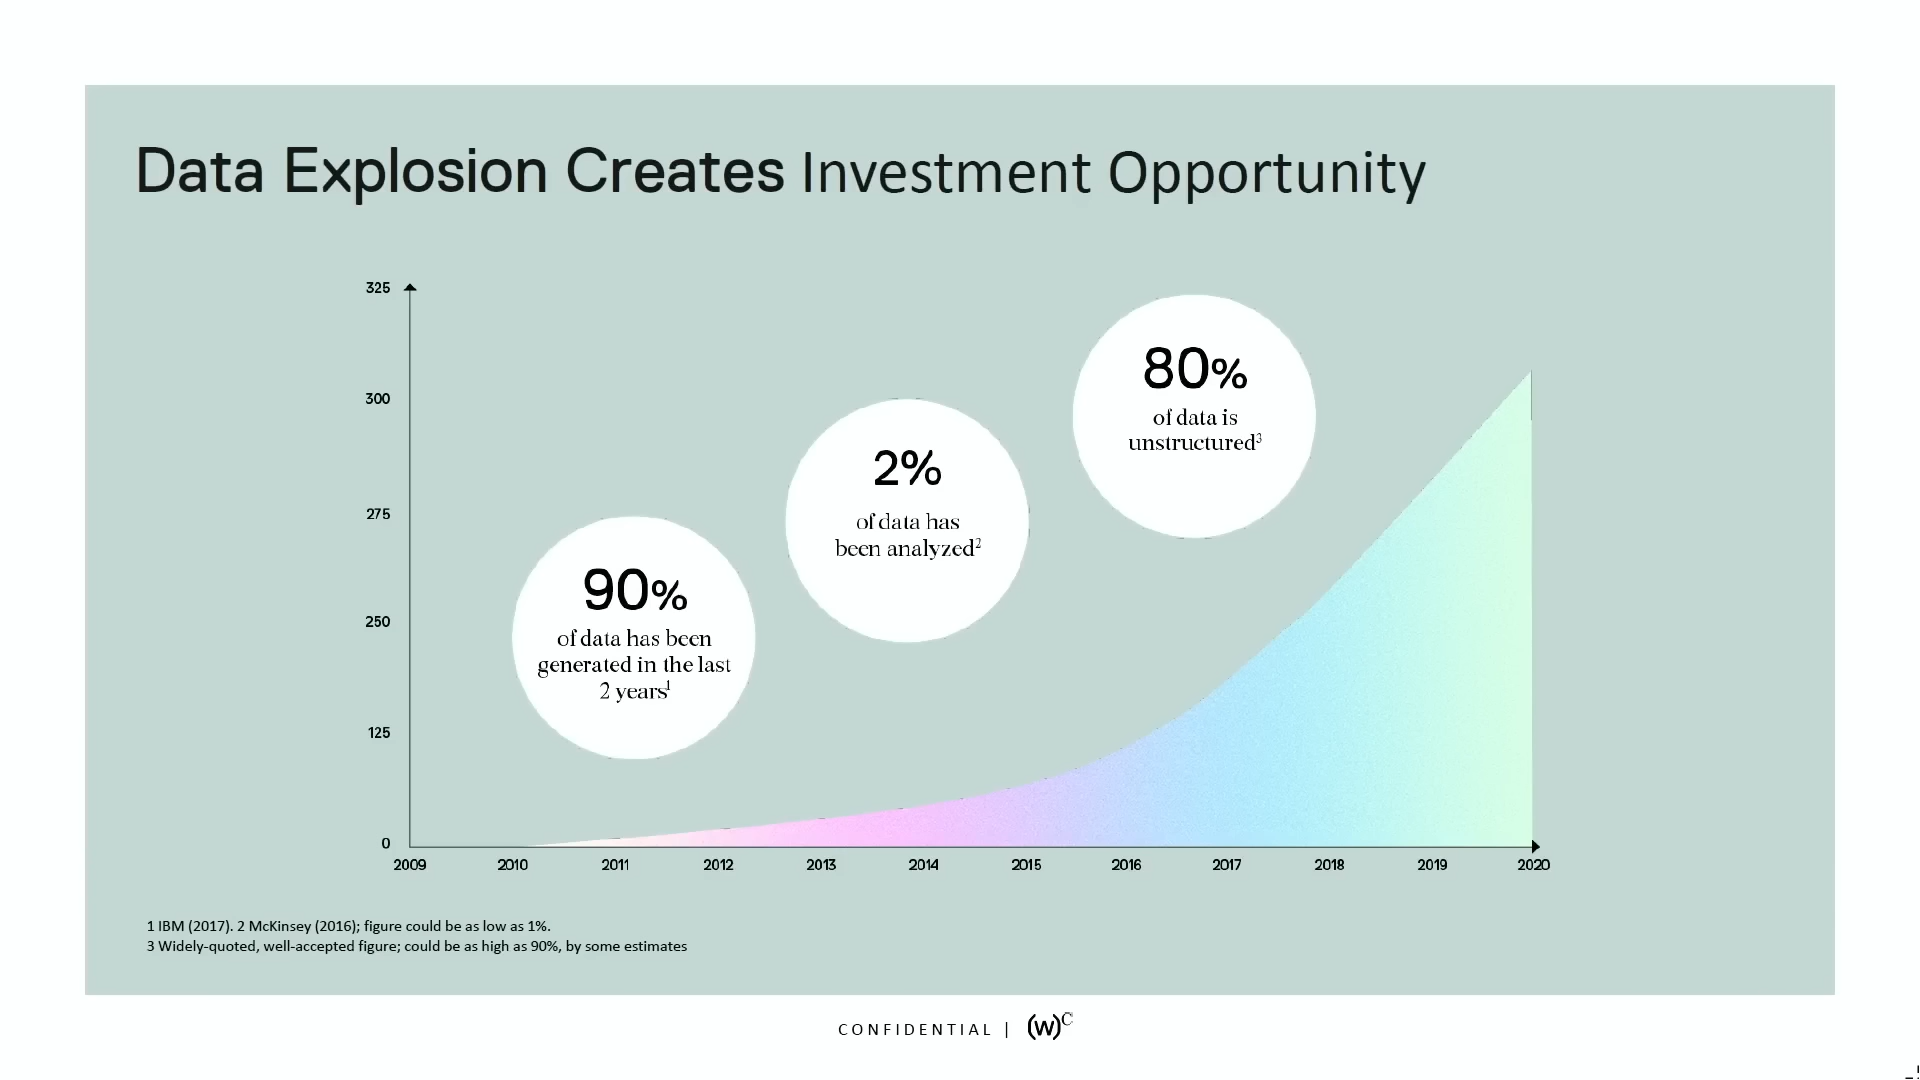 Data Explosion Creates Investment Opportunity
325
300
275
250
125
0
2009 2010 2011 2012 2013 2014 2015 2016 2017 2018 2019 2020
90%
of data has been
generated in the last
2 years¹
2%
of data has
been analyzed²
80%
of data is
unstructured³
1 IBM (2017). 2 McKinsey (2016); figure could be as low as 1%.
3 Widely-quoted, well-accepted figure; could be as high as 90%, by some estimates
CONFIDENTIAL | (w)C